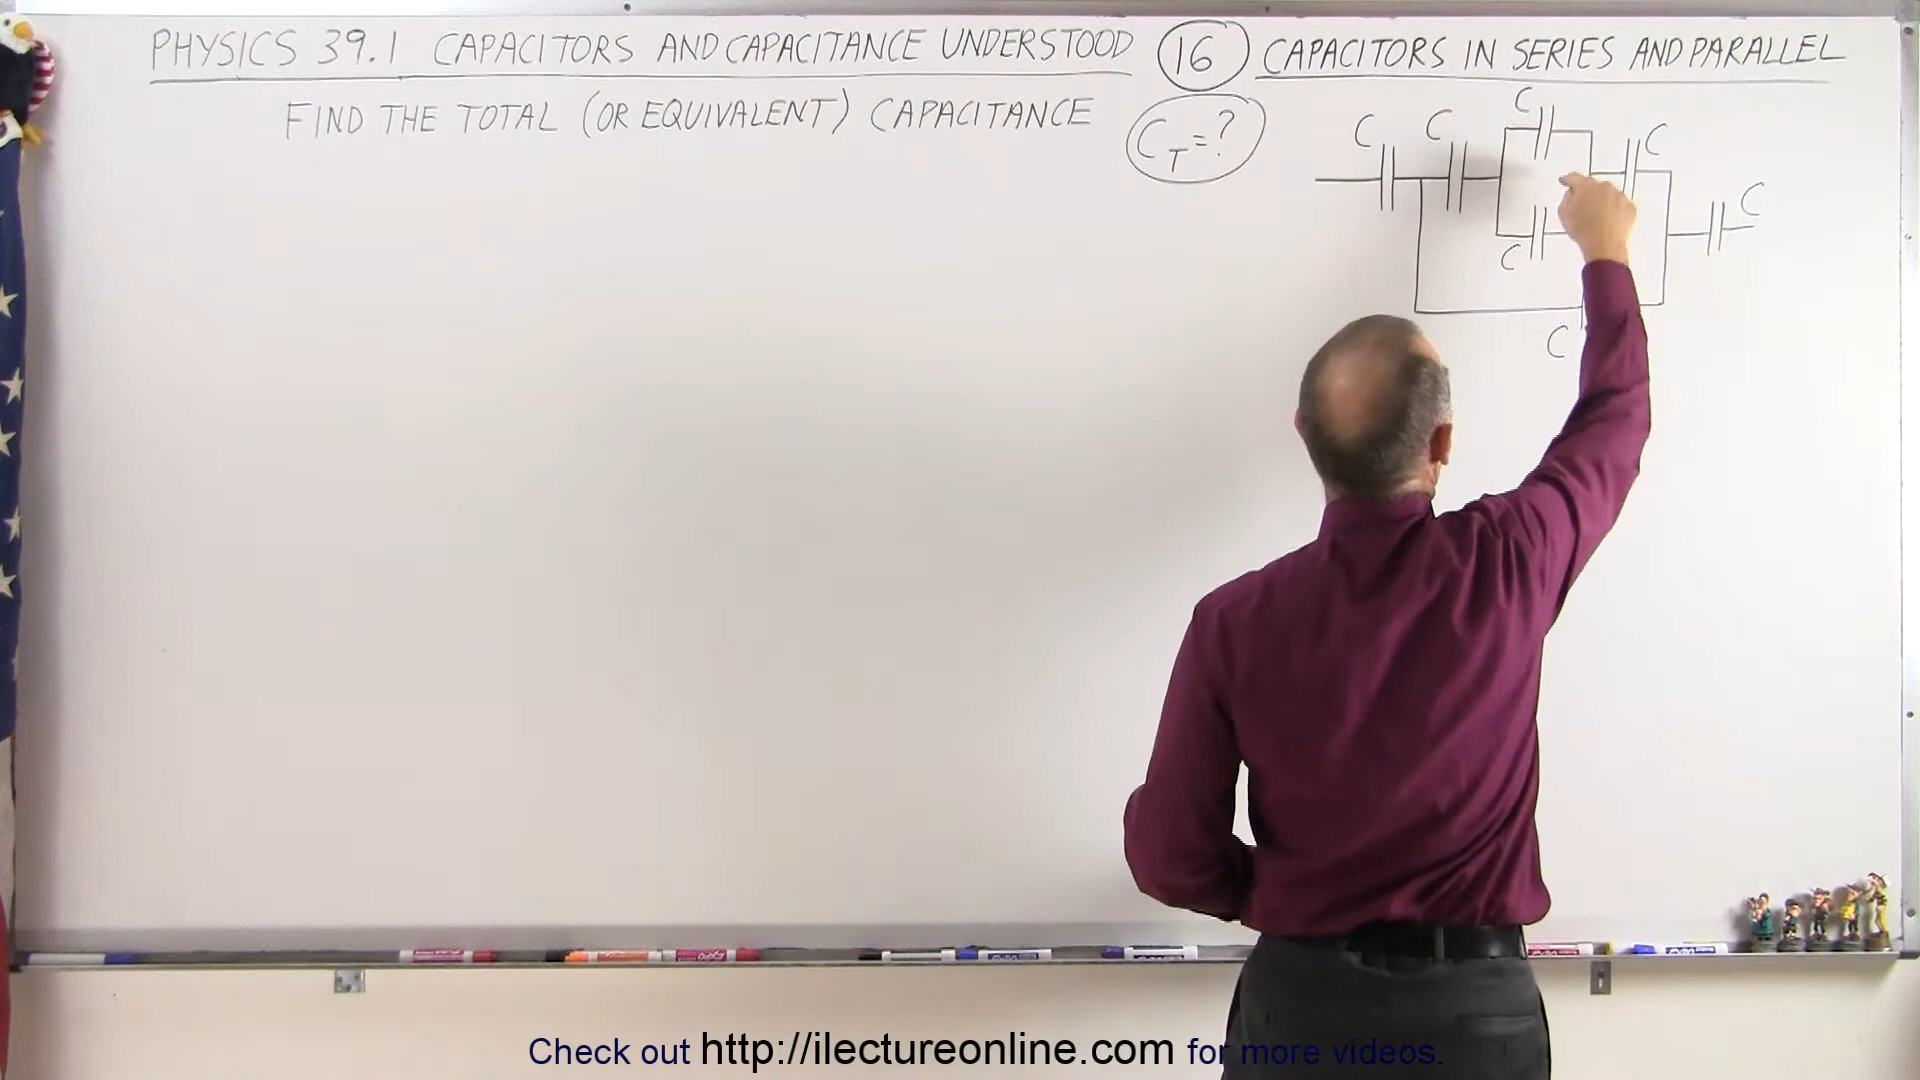 PHYSICS 39.1 CAPACITORS AND CAPACITANCE UNDERSTOOD 16 CAPACITORS IN SERIES AND PARALLEL
FIND THE TOTAL (OR EQUIVALENT) CAPACITANCE C_T = ?
C C C C
C
C
C
Check out http://ilectureonline.com for more videos.